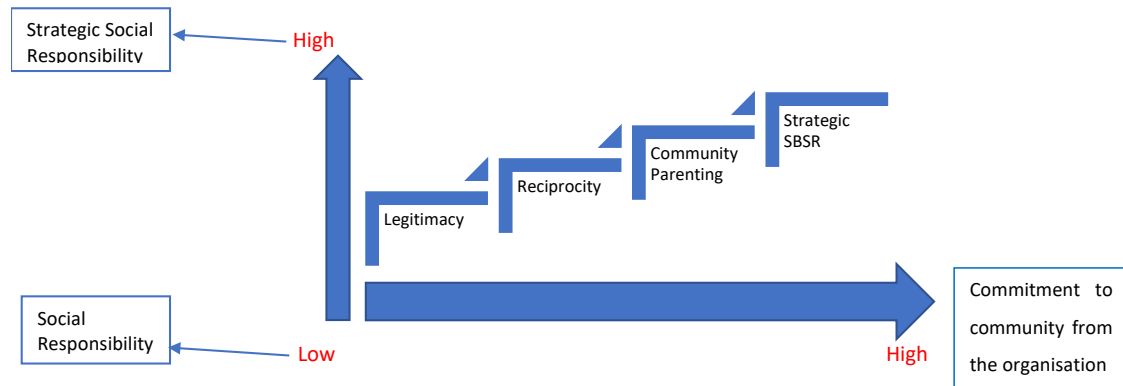 Strategic Social
Responsibility
High
Strategic
SBSR
Community
Parenting
Reciprocity
Legitimacy
Social
Responsibility
Low
High
Commitment to
community from
the organisation